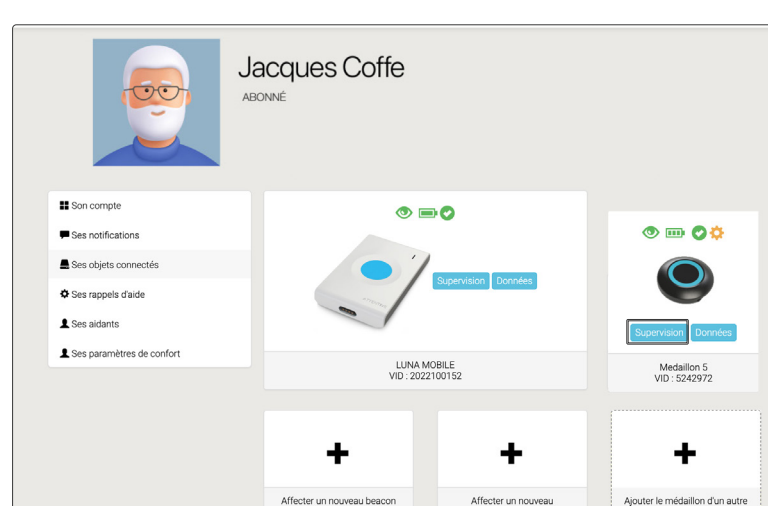 Jacques Coffe
ABONNÉ
Son compte
Ses notifications
Ses objets connectés
Ses rappels d'aide
Ses aidants
Ses paramètres de confort
Supervision Données
LUNA MOBILE
VID : 2022100152
Supervision Données
Medaillon 5
VID : 5242972
Affecter un nouveau beacon
Affecter un nouveau
Ajouter le médaillon d'un autre